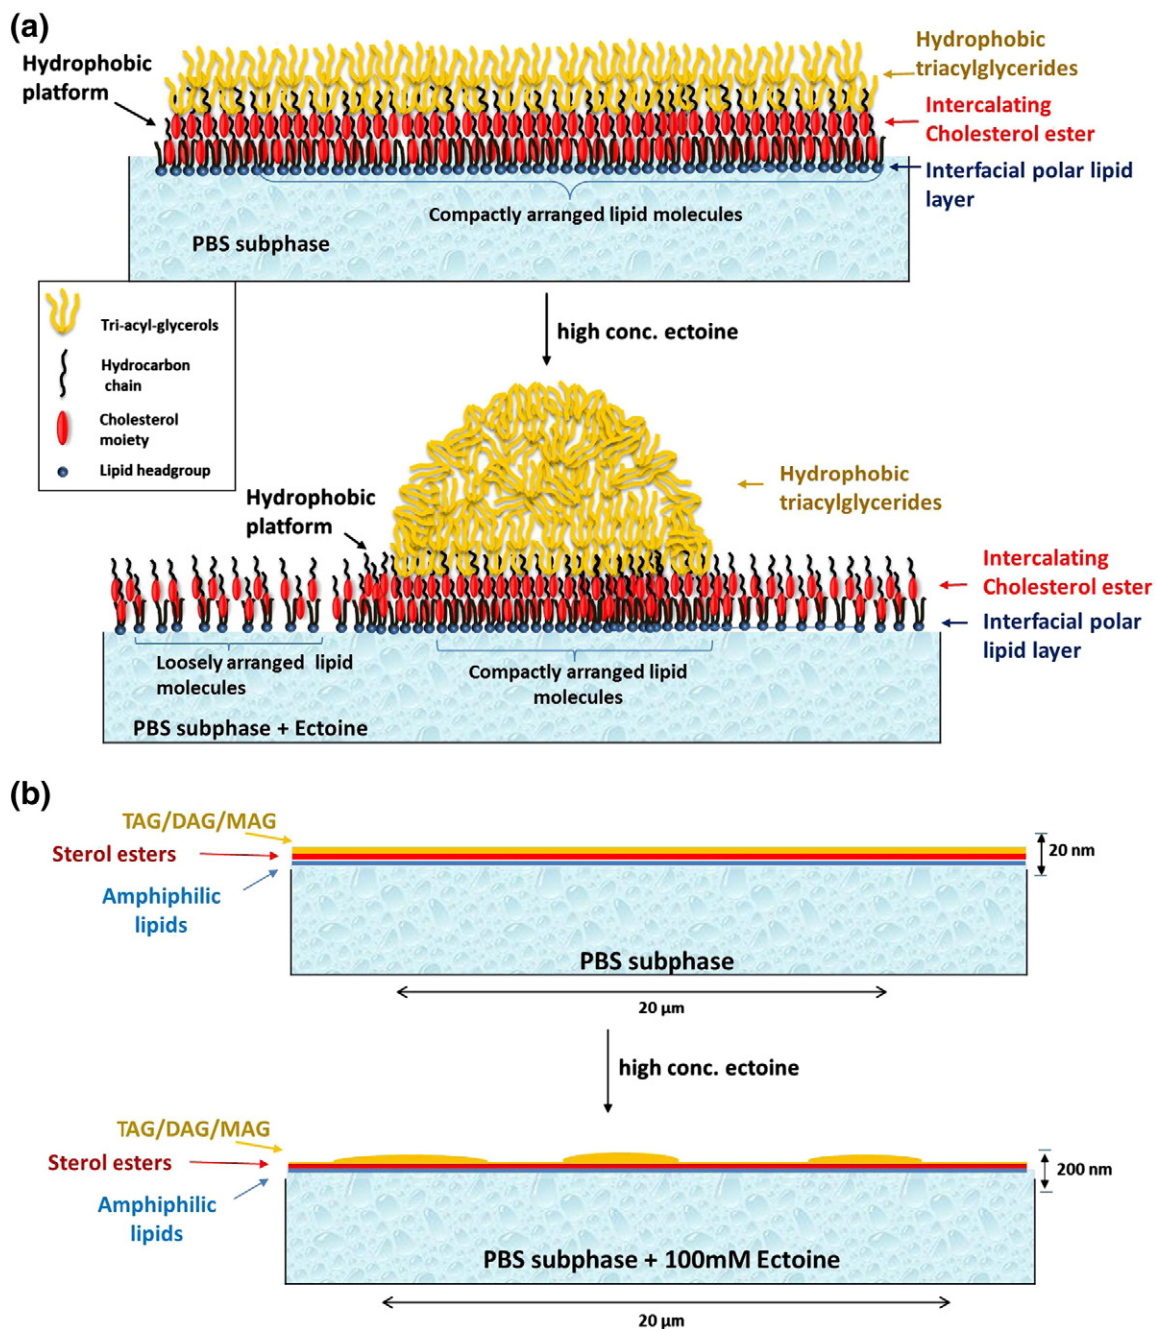 (a)
Hydrophobic
platform
Hydrophobic
triacylglycerides
Intercalating
Cholesterol ester
Interfacial polar lipid
layer
Compactly arranged lipid molecules
PBS subphase
Tri-acyl-glycerols
Hydrocarbon
chain
Cholesterol
moiety
Lipid headgroup
high conc. ectoine
Hydrophobic
platform
Hydrophobic
triacylglycerides
Intercalating
Cholesterol ester
Interfacial polar
lipid layer
Loosely arranged lipid
molecules
Compactly arranged lipid
molecules
PBS subphase + Ectoine
(b)
TAG/DAG/MAG
Sterol esters
Amphiphilic
lipids
20 nm
PBS subphase
20 µm
high conc. ectoine
TAG/DAG/MAG
Sterol esters
Amphiphilic
lipids
200 nm
PBS subphase + 100mM Ectoine
20 µm